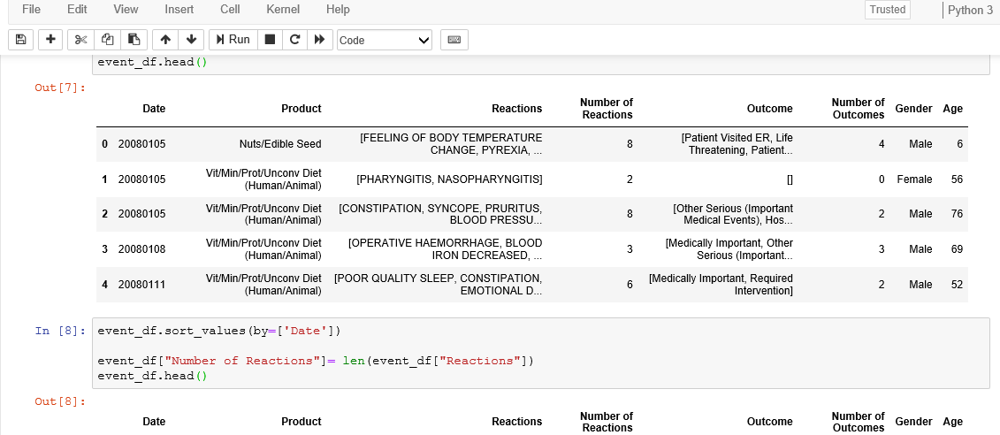 File Edit View Insert Cell Kernel Help Trusted Python 3
Run Code
event_df.head()
Out[7]:
Date Product Reactions Number of Reactions Outcome Number of Outcomes Gender Age
0 20080105 Nuts/Edible Seed [FEELING OF BODY TEMPERATURE CHANGE, PYREXIA, ... 8 [Patient Visited ER, Life Threatening, Patient... 4 Male 6
1 20080105 Vit/Min/Prot/Unconv Diet (Human/Animal) [PHARYNGITIS, NASOPHARYNGITIS] 2 [] 0 Female 56
2 20080105 Vit/Min/Prot/Unconv Diet (Human/Animal) [CONSTIPATION, SYNCOPE, PRURITUS, BLOOD PRESSU... 8 [Other Serious (Important Medical Events), Hos... 2 Male 76
3 20080108 Vit/Min/Prot/Unconv Diet (Human/Animal) [OPERATIVE HAEMORRHAGE, BLOOD IRON DECREASED, ... 3 [Medically Important, Other Serious (Important... 3 Male 69
4 20080111 Vit/Min/Prot/Unconv Diet (Human/Animal) [POOR QUALITY SLEEP, CONSTIPATION, EMOTIONAL D... 6 [Medically Important, Required Intervention] 2 Male 52
In [8]: event_df.sort_values(by=['Date'])
event_df["Number of Reactions"]= len(event_df["Reactions"])
event_df.head()
Out[8]:
Date Product Reactions Number of Reactions Outcome Number of Outcomes Gender Age